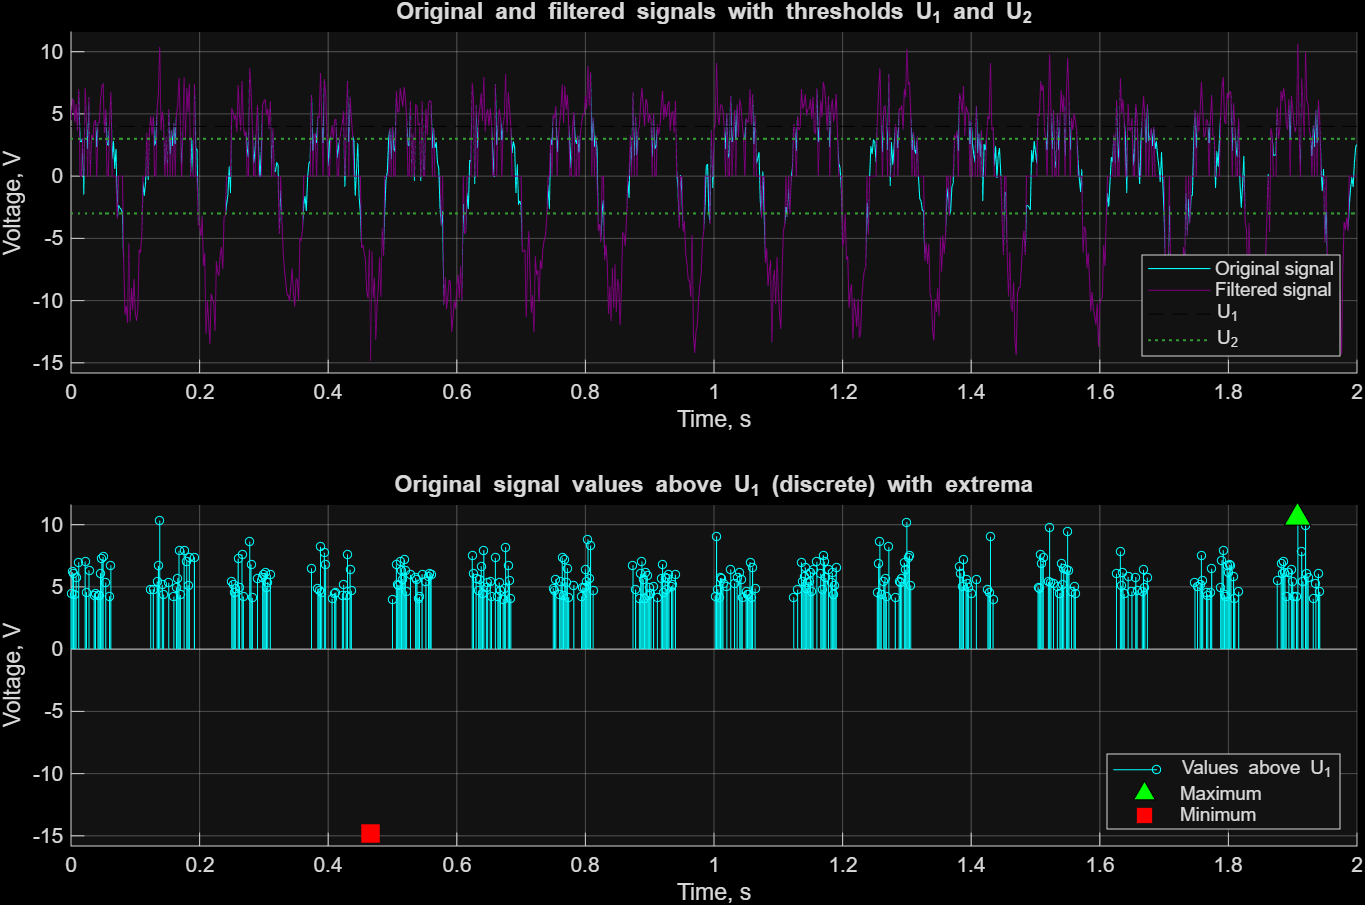 Original and filtered signals with thresholds U₁ and U₂
Voltage, V
10
5
0
-5
-10
-15
0 0.2 0.4 0.6 0.8 1 1.2 1.4 1.6 1.8 2
Time, s
Original signal
Filtered signal
U₁
U₂
Original signal values above U₁ (discrete) with extrema
Voltage, V
10
5
0
-5
-10
-15
0 0.2 0.4 0.6 0.8 1 1.2 1.4 1.6 1.8 2
Time, s
Values above U₁
Maximum
Minimum